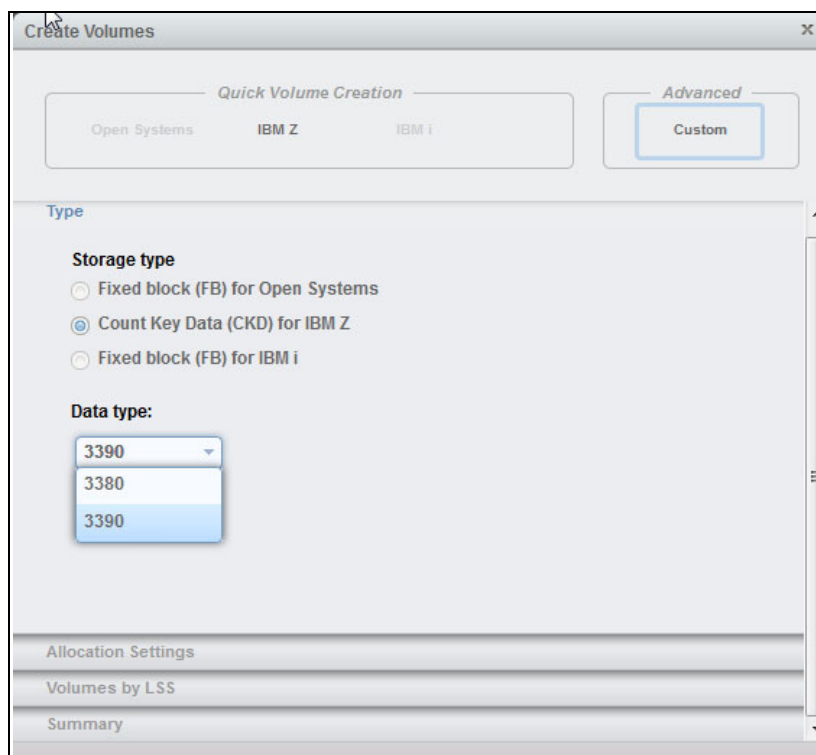 Create Volumes x
Quick Volume Creation Advanced
Open Systems IBM Z IBM i Custom
Type
Storage type
Fixed block (FB) for Open Systems
Count Key Data (CKD) for IBM Z
Fixed block (FB) for IBM i
Data type:
3390
3380
3390
Allocation Settings
Volumes by LSS
Summary